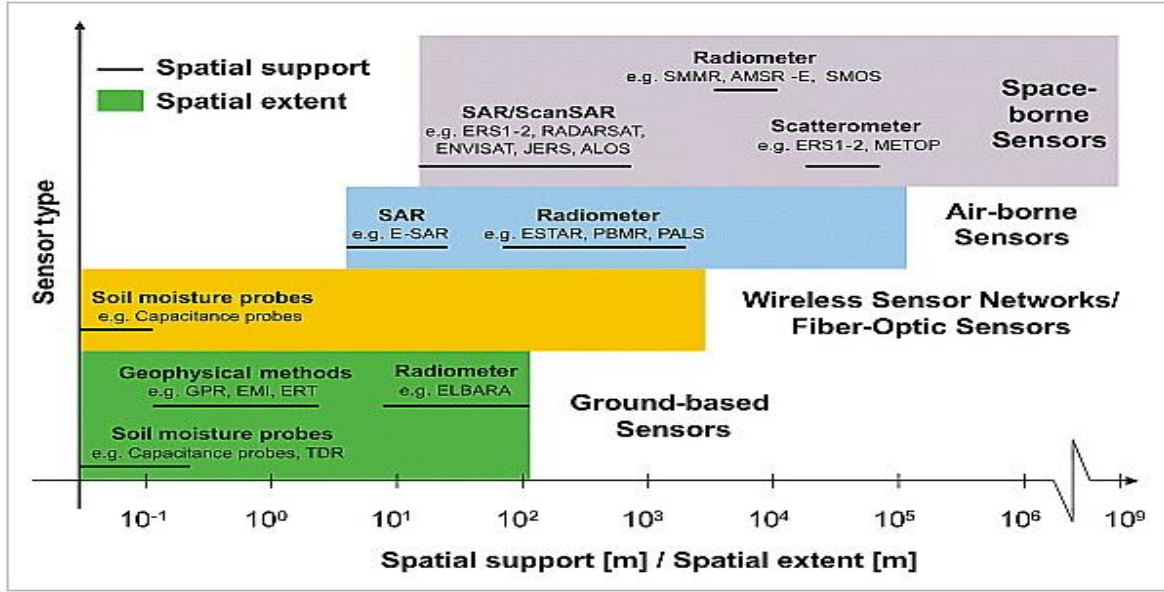 Spatial support
Spatial extent
Radiometer
e.g. SMMR, AMSR -E, SMOS
SAR/ScanSAR
e.g. ERS1-2, RADARSAT,
ENVISAT, JERS, ALOS
Scatterometer
e.g. ERS1-2, METOP
Space-
borne
Sensors
SAR
e.g. E-SAR
Radiometer
e.g. ESTAR, PBMR, PALS
Air-borne
Sensors
Soil moisture probes
e.g. Capacitance probes
Wireless Sensor Networks/
Fiber-Optic Sensors
Geophysical methods
e.g. GPR, EMI, ERT
Radiometer
e.g. ELBARA
Soil moisture probes
e.g. Capacitance probes, TDR
Ground-based
Sensors
Sensor type
10⁻¹ 10⁰ 10¹ 10² 10³ 10⁴ 10⁵ 10⁶ 10⁹
Spatial support [m] / Spatial extent [m]